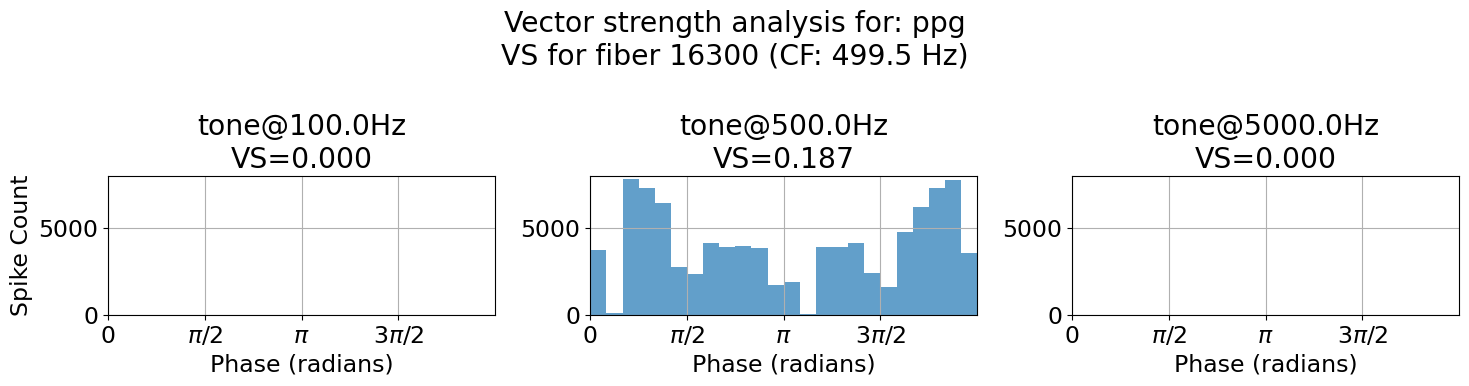 Vector strength analysis for: ppg
VS for fiber 16300 (CF: 499.5 Hz)
tone@100.0Hz
VS=0.000
tone@500.0Hz
VS=0.187
tone@5000.0Hz
VS=0.000
Spike Count
5000
0
0 π/2 π 3π/2
Phase (radians)
5000
0
0 π/2 π 3π/2
Phase (radians)
5000
0
0 π/2 π 3π/2
Phase (radians)